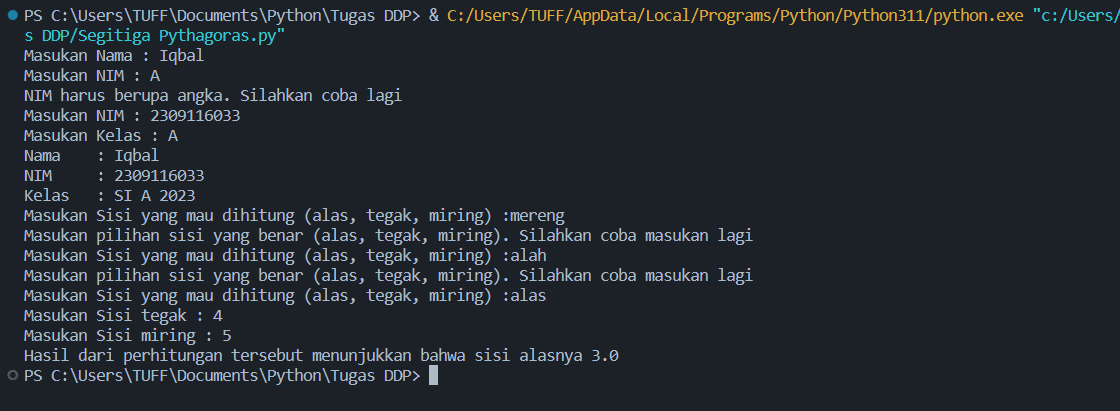 PS C:\Users\TUFF\Documents\Python\Tugas DDP> & C:/Users/TUFF/AppData/Local/Programs/Python/Python311/python.exe "c:/Users/
s DDP/Segitiga Pythagoras.py"
Masukan Nama : Iqbal
Masukan NIM : A
NIM harus berupa angka. Silahkan coba lagi
Masukan NIM : 2309116033
Masukan Kelas : A
Nama    : Iqbal
NIM     : 2309116033
Kelas   : SI A 2023
Masukan Sisi yang mau dihitung (alas, tegak, miring) :mereng
Masukan pilihan sisi yang benar (alas, tegak, miring). Silahkan coba masukan lagi
Masukan Sisi yang mau dihitung (alas, tegak, miring) :alah
Masukan pilihan sisi yang benar (alas, tegak, miring). Silahkan coba masukan lagi
Masukan Sisi yang mau dihitung (alas, tegak, miring) :alas
Masukan Sisi tegak : 4
Masukan Sisi miring : 5
Hasil dari perhitungan tersebut menunjukkan bahwa sisi alasnya 3.0
PS C:\Users\TUFF\Documents\Python\Tugas DDP>